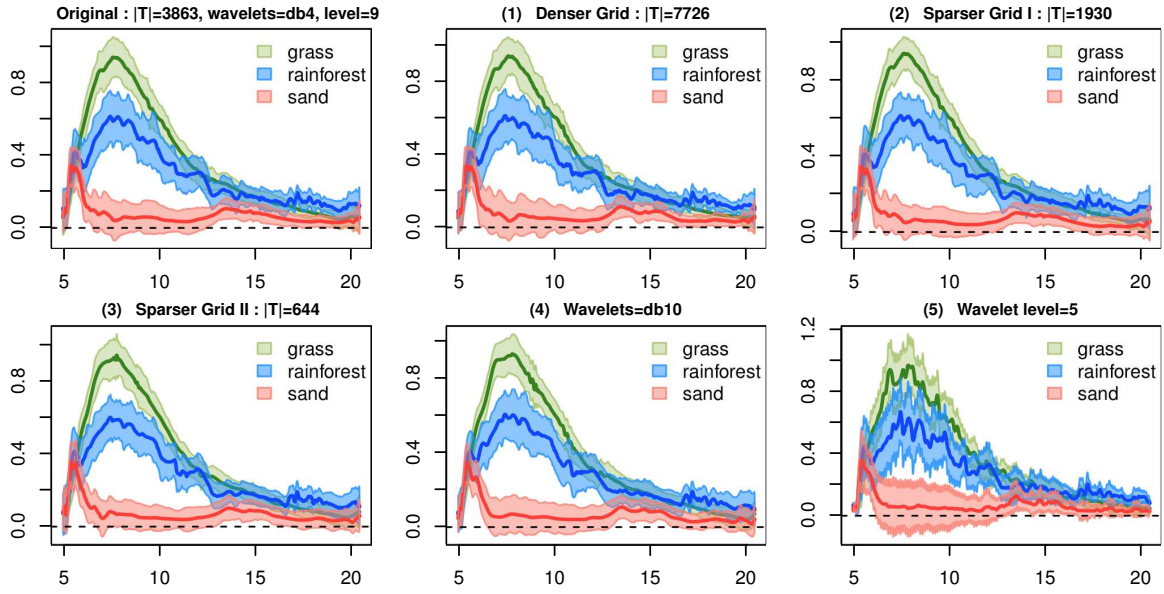 Original : |T|=3863, wavelets=db4, level=9
grass
rainforest
sand
0.0 0.4 0.8
5 10 15 20
(1) Denser Grid : |T|=7726
grass
rainforest
sand
0.0 0.4 0.8
5 10 15 20
(2) Sparser Grid I : |T|=1930
grass
rainforest
sand
0.0 0.4 0.8
5 10 15 20
(3) Sparser Grid II : |T|=644
grass
rainforest
sand
0.0 0.4 0.8
5 10 15 20
(4) Wavelets=db10
grass
rainforest
sand
0.0 0.4 0.8
5 10 15 20
(5) Wavelet level=5
grass
rainforest
sand
0.0 0.4 0.8 1.2
5 10 15 20